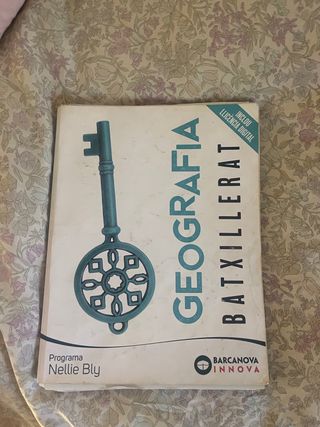 INCLOU
LLICÈNCIA DIGITAL
GEOGRAFIA
BATXILLERAT
Programa
Nellie Bly
BARCANOVA
INNOVA